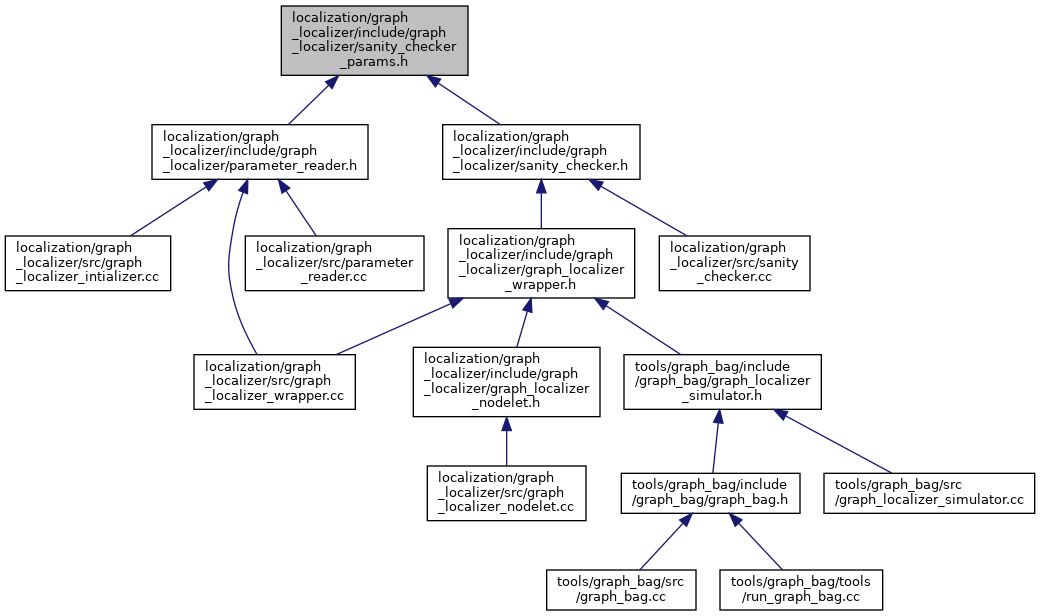 localization/graph
_localizer/include/graph
_localizer/sanity_checker
_params.h
localization/graph
_localizer/include/graph
_localizer/parameter_reader.h
localization/graph
_localizer/include/graph
_localizer/sanity_checker.h
localization/graph
_localizer/src/graph
_localizer_intializer.cc
localization/graph
_localizer/src/parameter
_reader.cc
localization/graph
_localizer/include/graph
_localizer/graph_localizer
_wrapper.h
localization/graph
_localizer/src/sanity
_checker.cc
localization/graph
_localizer/src/graph
_localizer_wrapper.cc
localization/graph
_localizer/include/graph
_localizer/graph_localizer
_nodelet.h
tools/graph_bag/include
/graph_bag/graph_localizer
_simulator.h
localization/graph
_localizer/src/graph
_localizer_nodelet.cc
tools/graph_bag/include
/graph_bag/graph_bag.h
tools/graph_bag/src
/graph_localizer_simulator.cc
tools/graph_bag/src
/graph_bag.cc
tools/graph_bag/tools
/run_graph_bag.cc